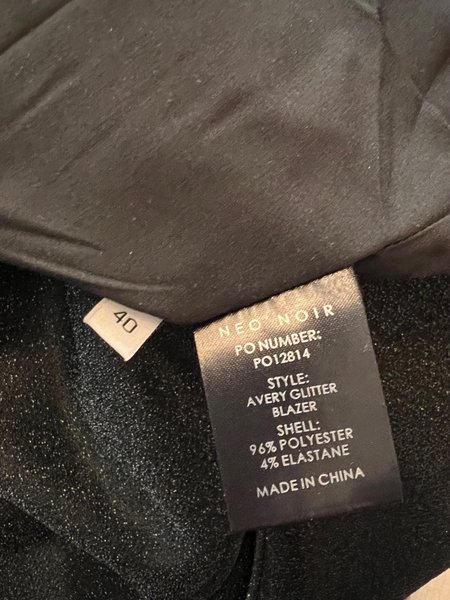 40
NEO NOIR
PO NUMBER:
PO12814
STYLE:
AVERY GLITTER
BLAZER
SHELL:
96% POLYESTER
4% ELASTANE
MADE IN CHINA